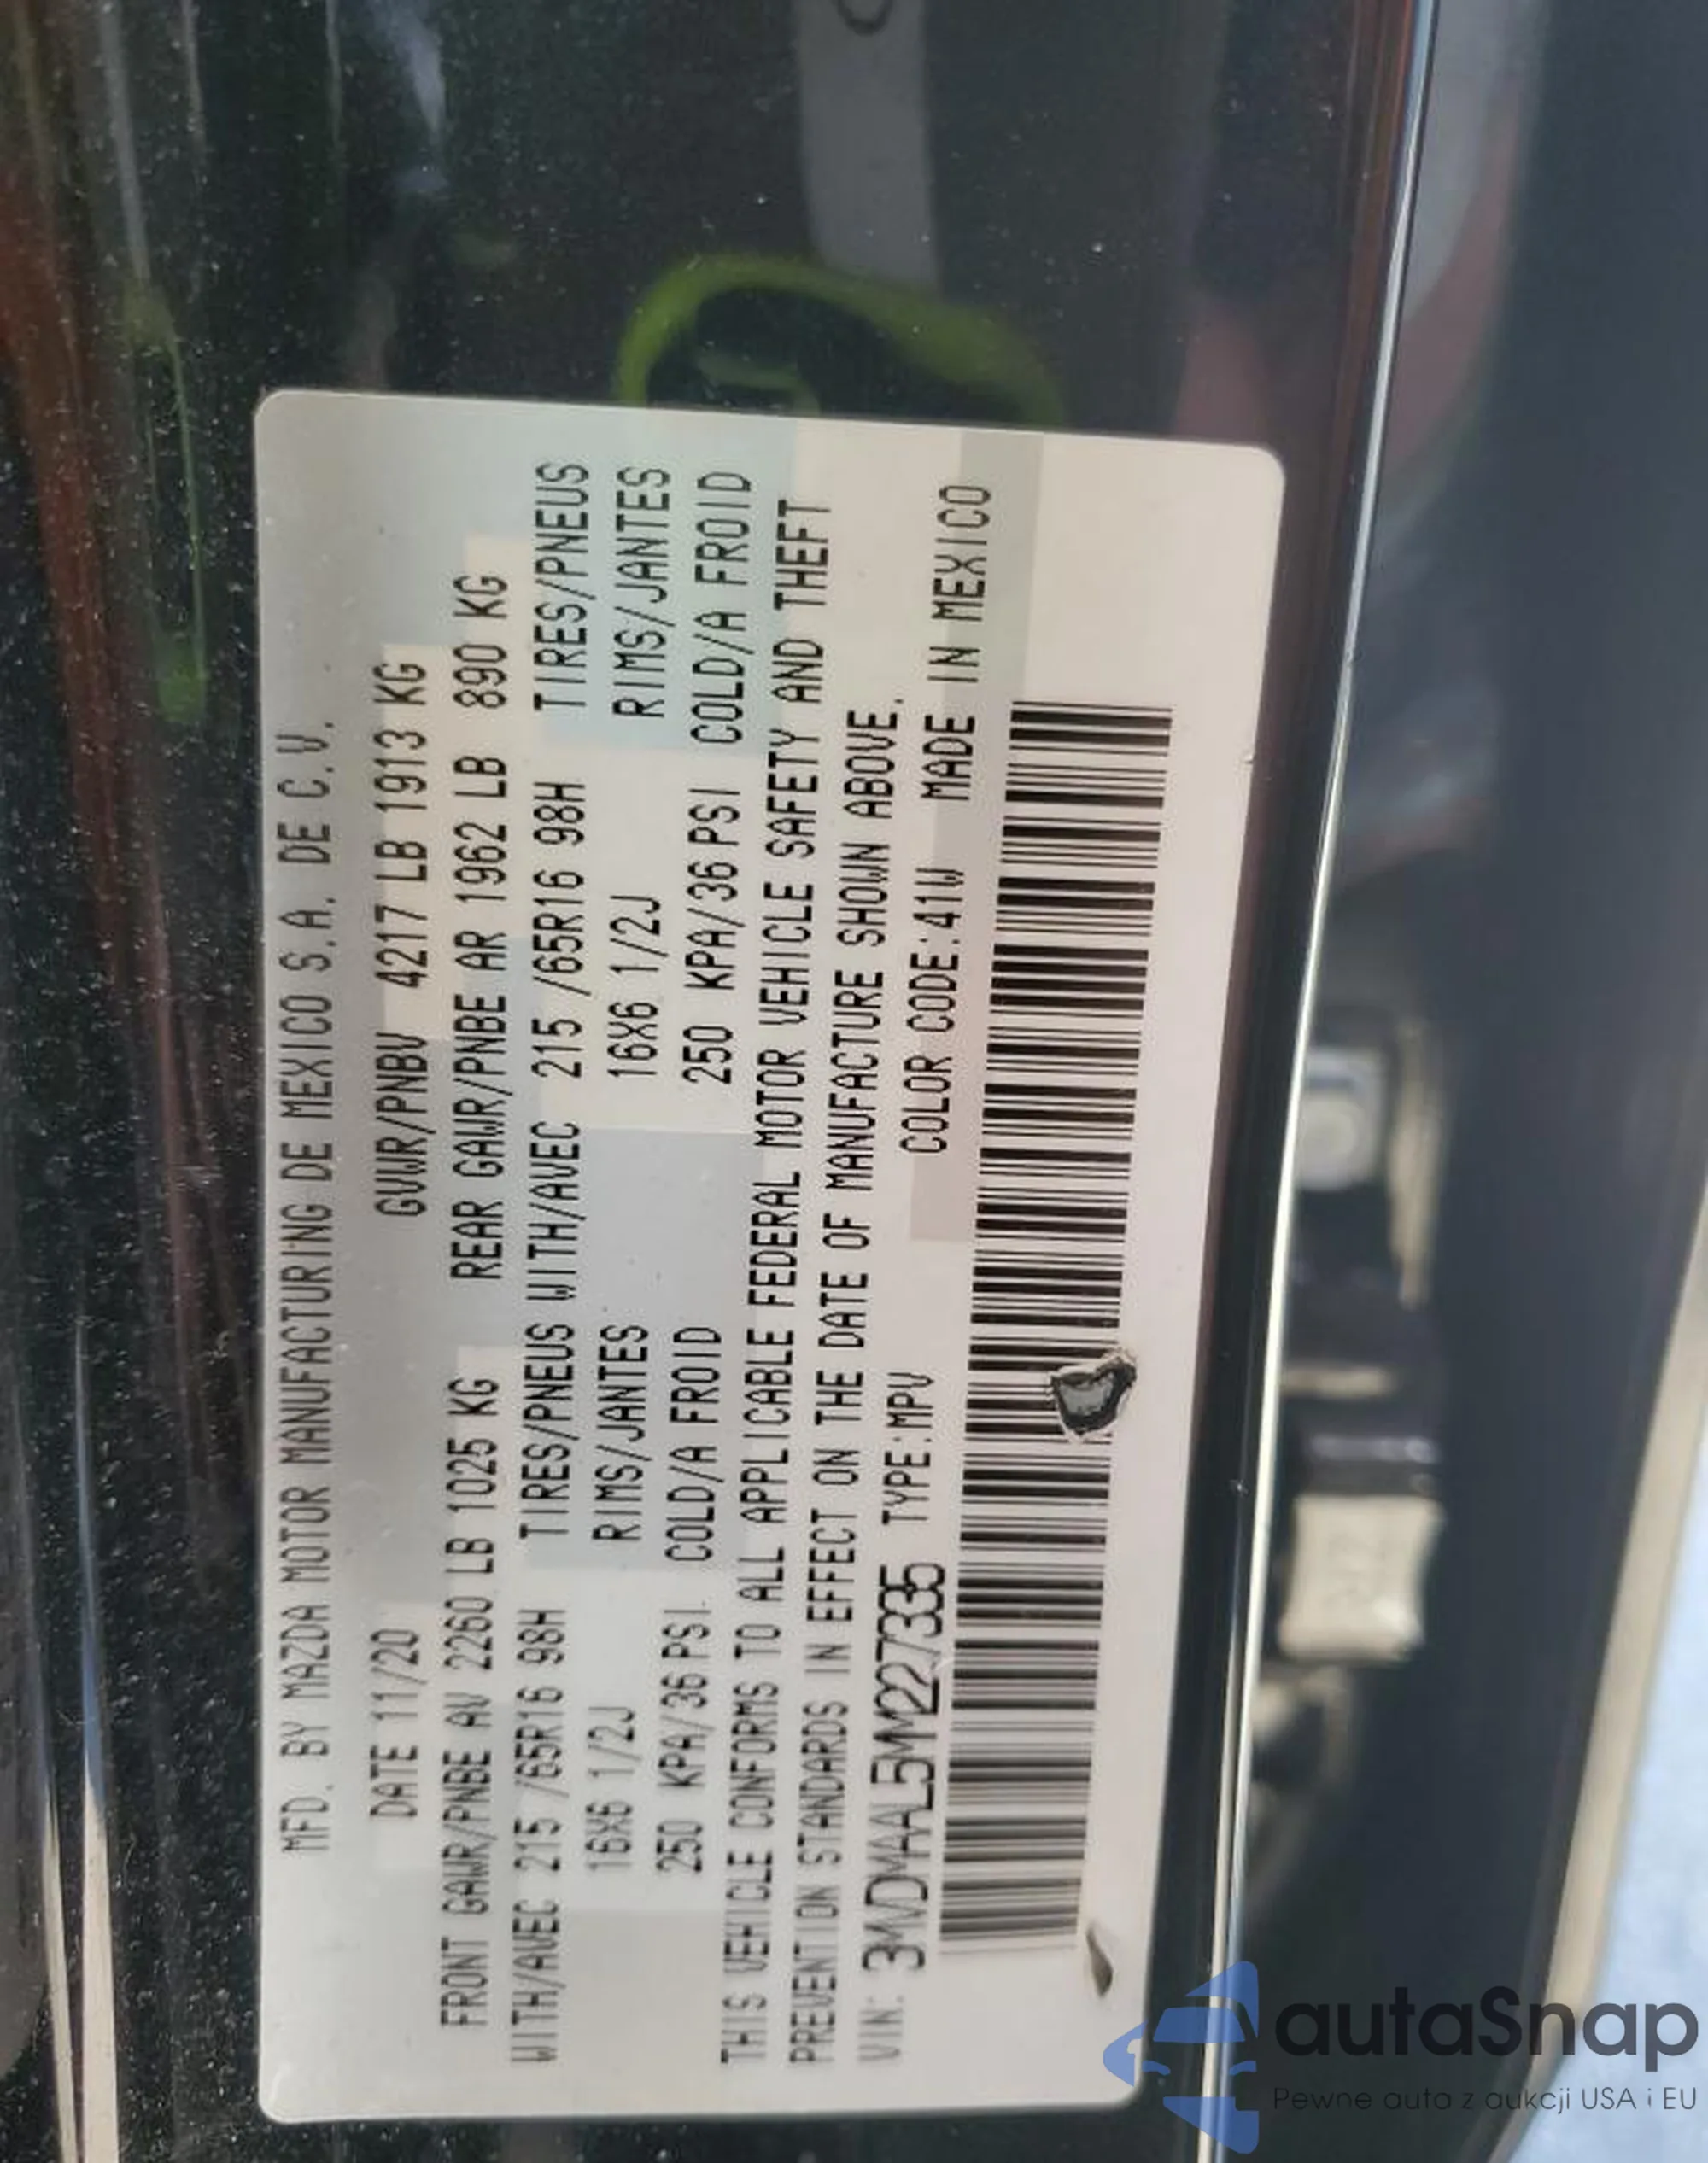 MFD. BY MAZDA MOTOR MANUFACTURING DE MEXICO S.A. DE C.V.
DATE 11/20 GVWR/PNBV 4217 LB 1913 KG
FRONT GAWR/PNBE AV 2260 LB 1025 KG REAR GAWR/PNBE AR 1962 LB 890 KG
WITH/AVEC 215 /65R16 98H TIRES/PNEUS WITH/AVEC 215 /65R16 98H TIRES/PNEUS
16X6 1/2J RIMS/JANTES 16X6 1/2J RIMS/JANTES
250 KPA/36 PSI COLD/A FROID 250 KPA/36 PSI COLD/A FROID
THIS VEHICLE CONFORMS TO ALL APPLICABLE FEDERAL MOTOR VEHICLE SAFETY AND THEFT
PREVENTION STANDARDS IN EFFECT ON THE DATE OF MANUFACTURE SHOWN ABOVE.
VIN: 3MVDMAAL5MM227335 TYPE:MPV COLOR CODE:41W MADE IN MEXICO
autaSnap
Pewne auta z aukcji USA i EU